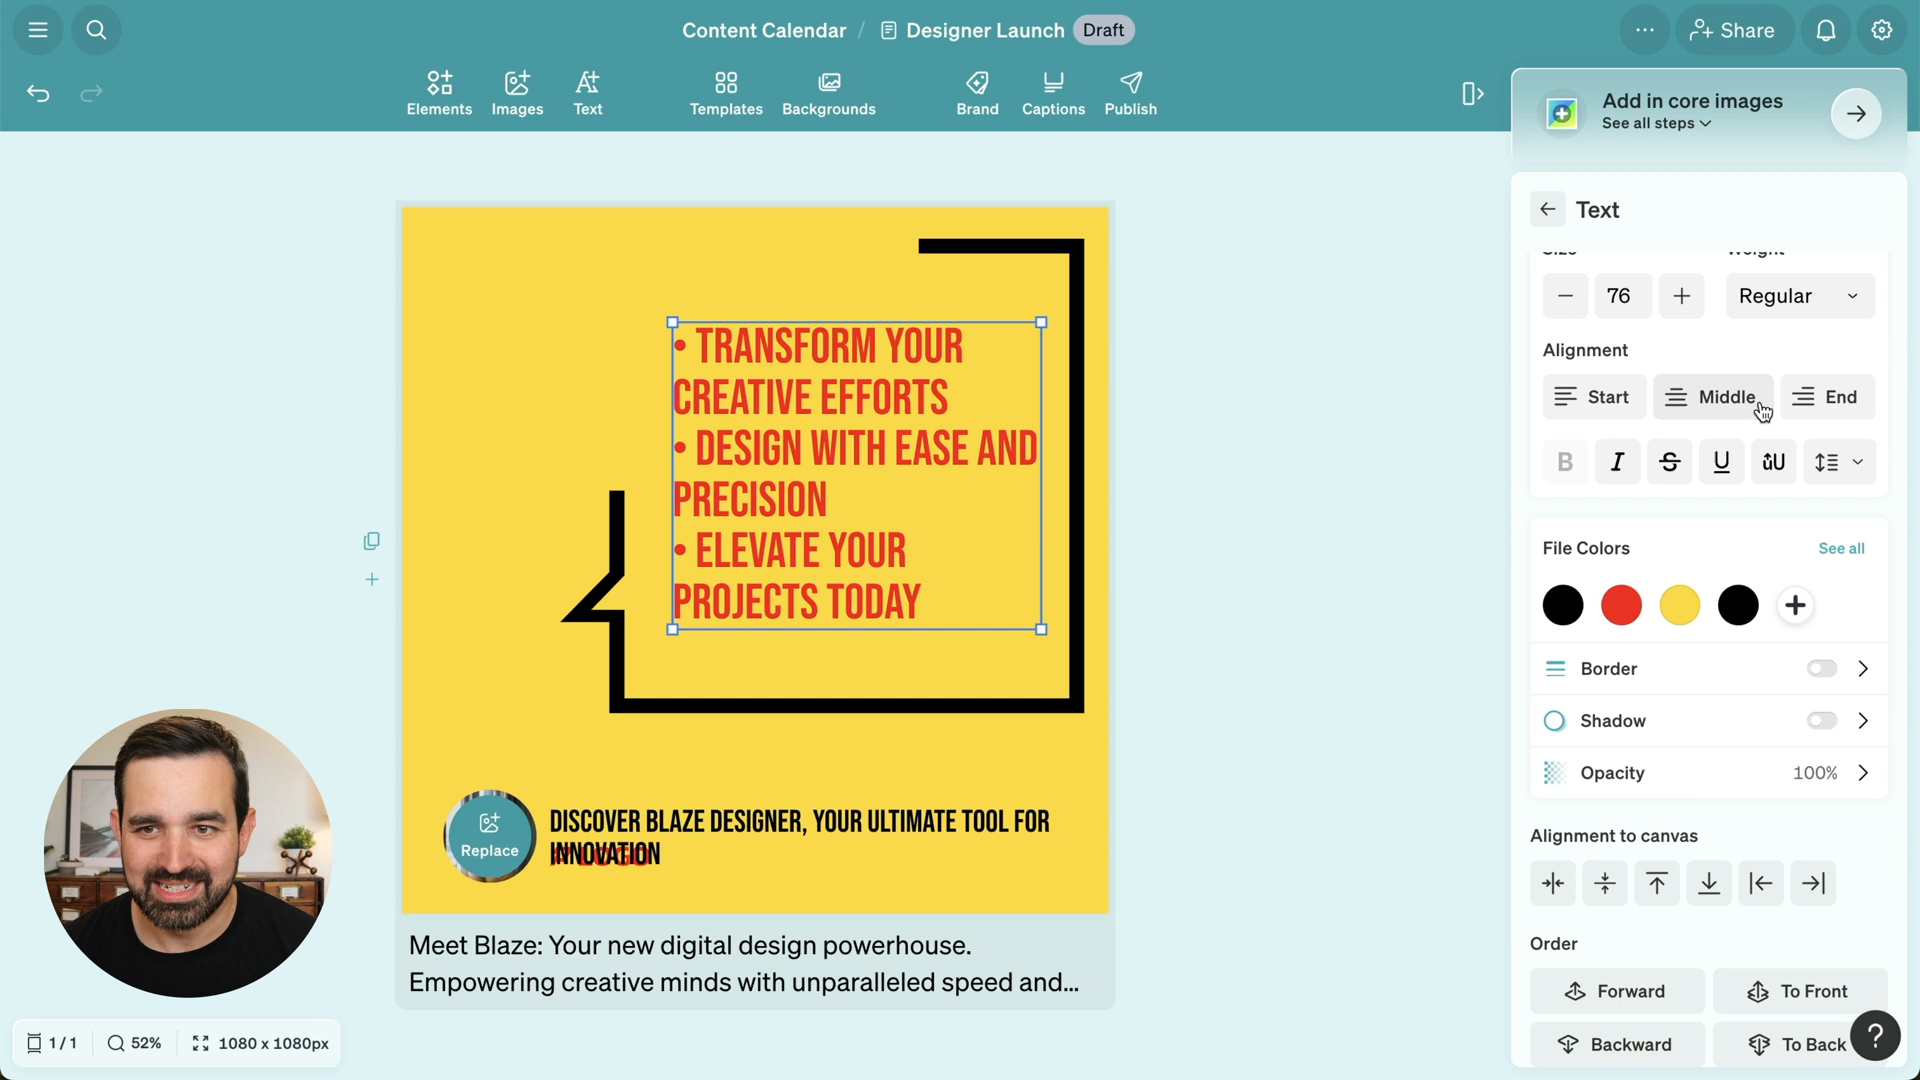 Content Calendar / Designer Launch Draft
Share
Elements Images Text Templates Backgrounds Brand Captions Publish
Add in core images
See all steps
Text
Size Weight
76 Regular
Alignment
Start Middle End
B I S U ūU
File Colors See all
Border
Shadow
Opacity 100%
Alignment to canvas
Order
Forward To Front
Backward To Back
?
• TRANSFORM YOUR
CREATIVE EFFORTS
• DESIGN WITH EASE AND
PRECISION
• ELEVATE YOUR
PROJECTS TODAY
Replace
DISCOVER BLAZE DESIGNER, YOUR ULTIMATE TOOL FOR
INNOVATION
Meet Blaze: Your new digital design powerhouse.
Empowering creative minds with unparalleled speed and...
1 / 1 52% 1080 x 1080px